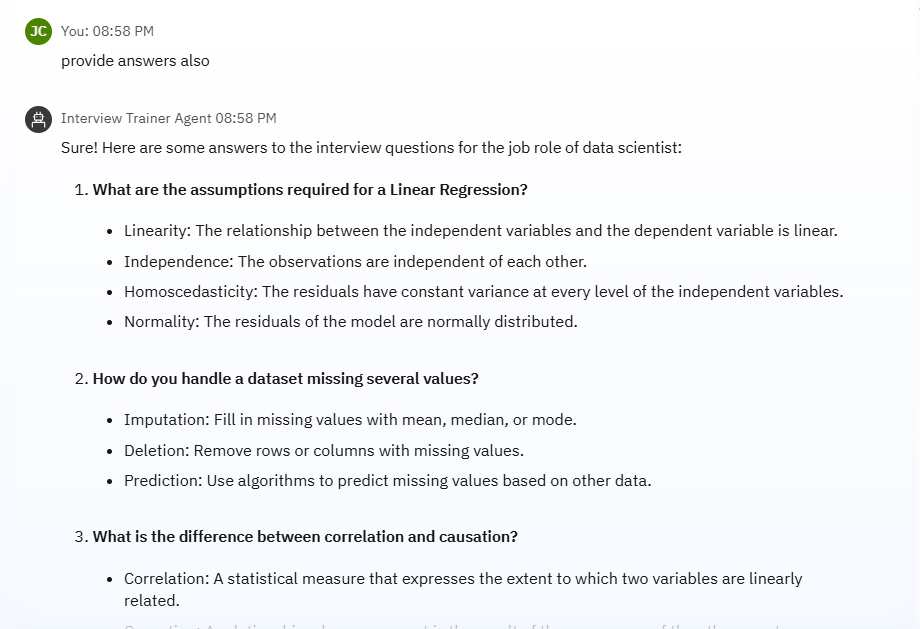 JC You: 08:58 PM
provide answers also
Interview Trainer Agent 08:58 PM
Sure! Here are some answers to the interview questions for the job role of data scientist:
1. What are the assumptions required for a Linear Regression?
• Linearity: The relationship between the independent variables and the dependent variable is linear.
• Independence: The observations are independent of each other.
• Homoscedasticity: The residuals have constant variance at every level of the independent variables.
• Normality: The residuals of the model are normally distributed.
2. How do you handle a dataset missing several values?
• Imputation: Fill in missing values with mean, median, or mode.
• Deletion: Remove rows or columns with missing values.
• Prediction: Use algorithms to predict missing values based on other data.
3. What is the difference between correlation and causation?
• Correlation: A statistical measure that expresses the extent to which two variables are linearly
related.